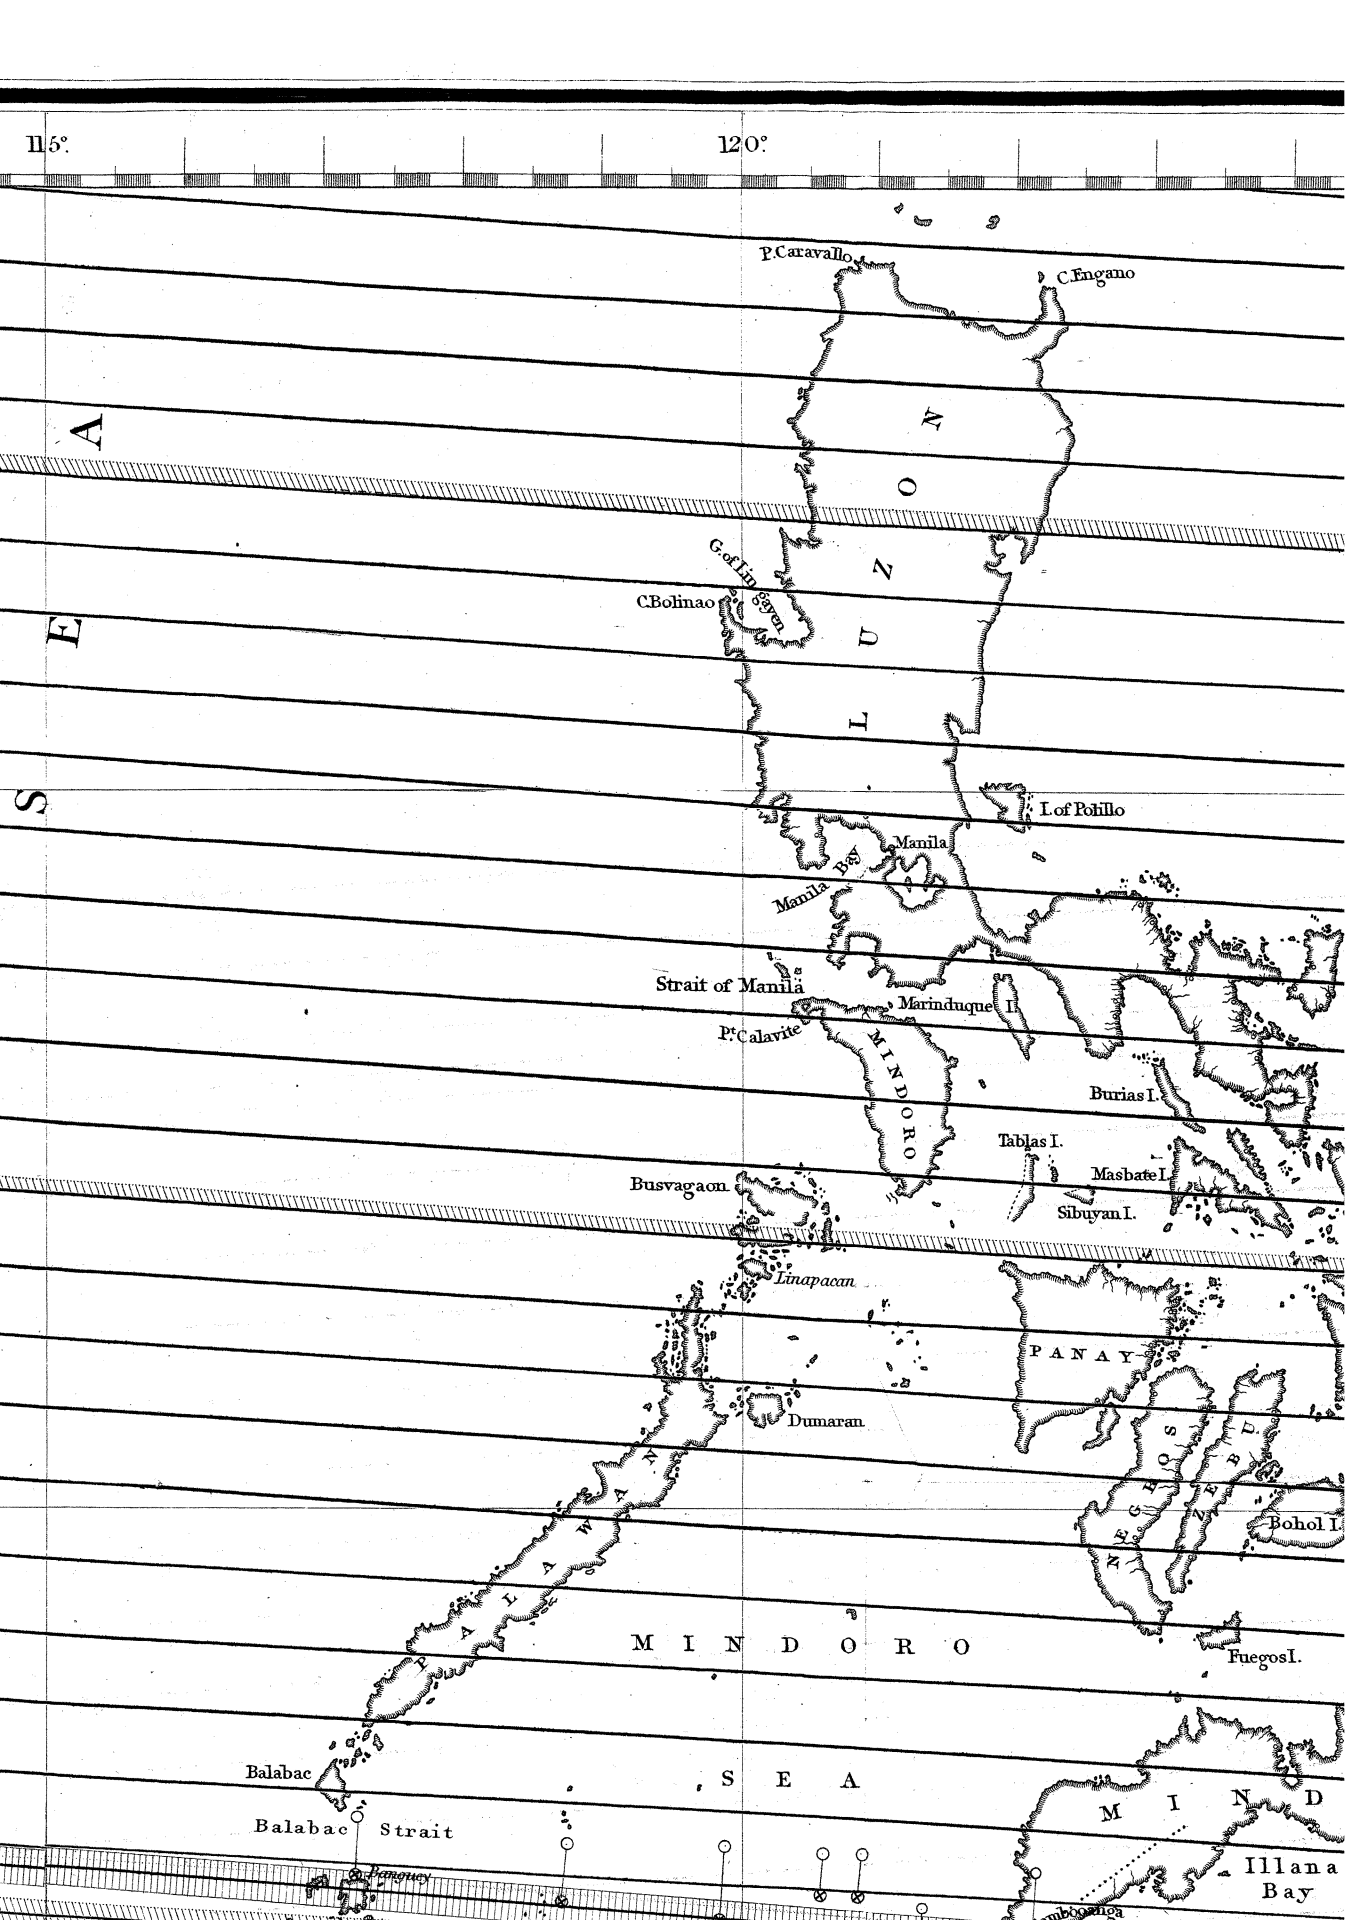 115°.
120°.
P. Caravallo
C. Engano
A
E
S
N
O
Z
U
L
G. of Lingayen
C. Bolinao
I. of Polillo
Manila
Manila Bay
Strait of Manila
Marinduque I.
Pt. Calavite
MINDORO
Burias I.
Tablas I.
Masbate I.
Busvagaon
Sibuyan I.
Linapacan
PANAY
Dumaran
PALAWAN
NEGROS
ZEBU
Bohol I.
MINDORO
Fuegos I.
Balabac
SEA
MIND
Balabac Strait
Illana
Bay
Banguey